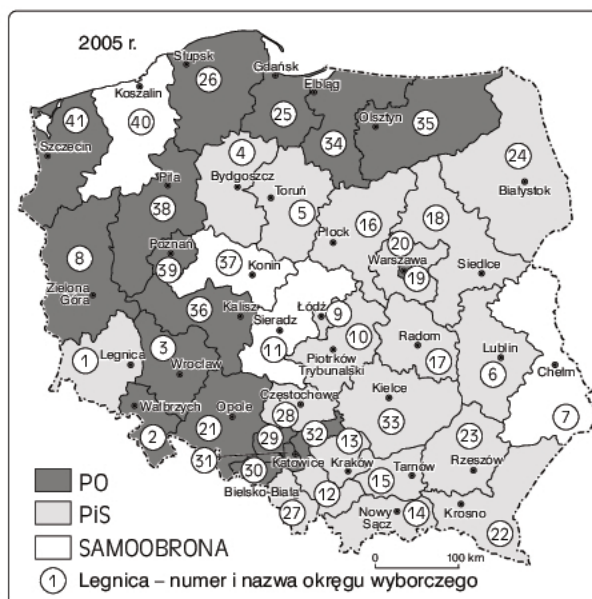 2005 r.
Słupsk
26
Gdańsk
Elbląg
Koszalin
40
41
Szczecin
25
34
Olsztyn
35
24
Białystok
4
Bydgoszcz
Toruń
5
Piła
38
16
Płock
18
20
Warszawa
19
Siedlce
8
Zielona
Góra
Poznań
39
37
Konin
36
Kalisz
Sieradz
11
Łódź
9
10
Piotrków
Trybunalski
Radom
17
Lublin
6
Chełm
7
1
Legnica
3
Wrocław
Wałbrzych
2
Opole
21
Częstochowa
28
Kielce
33
29
32
13
31
30
Katowice
Kraków
15
Tarnów
23
Rzeszów
Bielsko-Biała
27
12
Nowy
Sącz
14
Krosno
22
PO
PiS
SAMOOBRONA
0 100 km
1 Legnica – numer i nazwa okręgu wyborczego